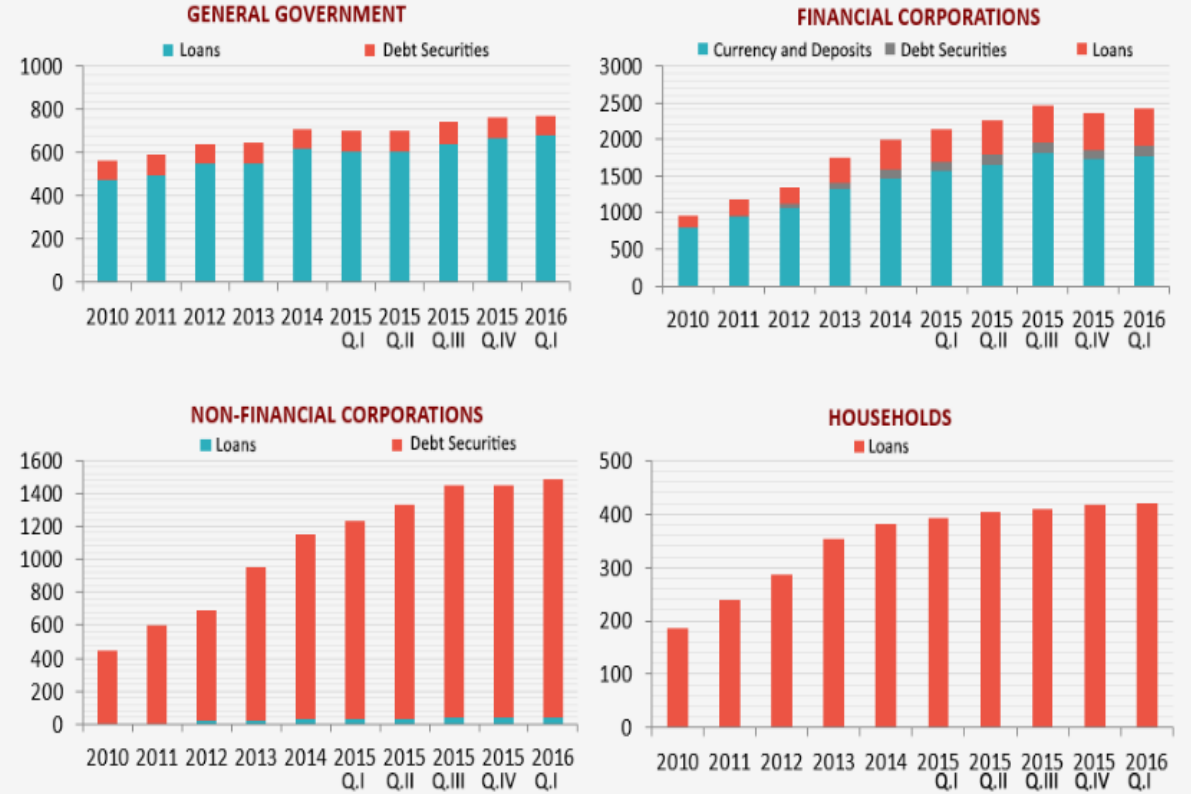 GENERAL GOVERNMENT
Loans Debt Securities
1000
800
600
400
200
0
2010 2011 2012 2013 2014 2015 2015 2015 2015 2016
Q.I Q.II Q.III Q.IV Q.I
FINANCIAL CORPORATIONS
Currency and Deposits Debt Securities Loans
3000
2500
2000
1500
1000
500
0
2010 2011 2012 2013 2014 2015 2015 2015 2015 2016
Q.I Q.II Q.III Q.IV Q.I
NON-FINANCIAL CORPORATIONS
Loans Debt Securities
1600
1400
1200
1000
800
600
400
200
0
2010 2011 2012 2013 2014 2015 2015 2015 2015 2016
Q.I Q.II Q.III Q.IV Q.I
HOUSEHOLDS
Loans
500
400
300
200
100
0
2010 2011 2012 2013 2014 2015 2015 2015 2015 2016
Q.I Q.II Q.III Q.IV Q.I